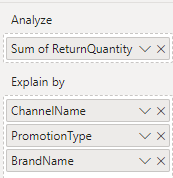 Analyze
Sum of ReturnQuantity
Explain by
ChannelName
PromotionType
BrandName